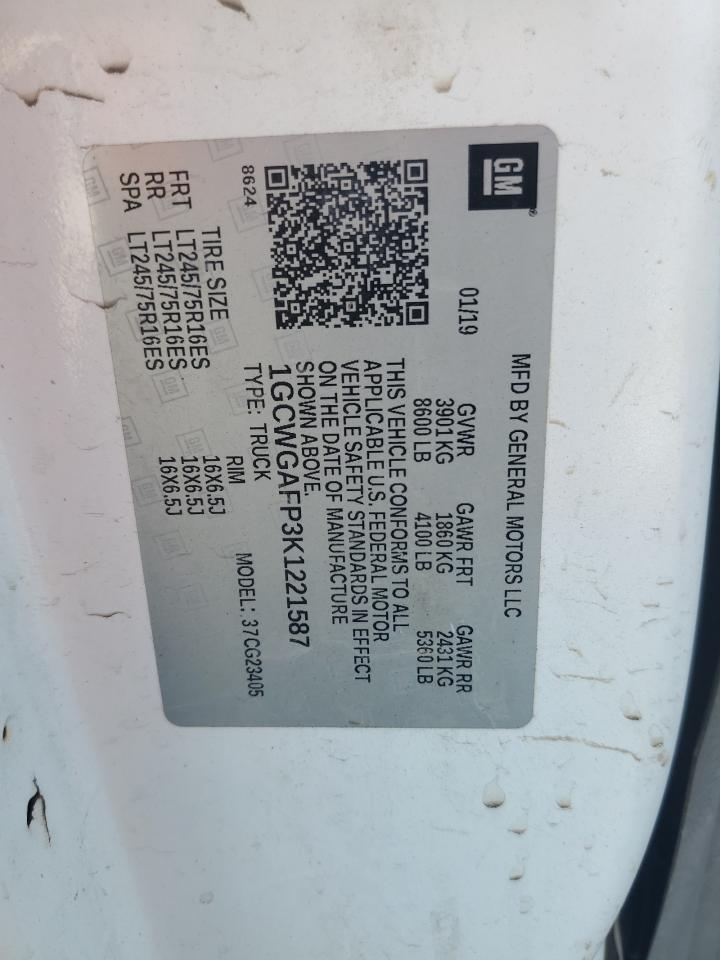 GM
MFD BY GENERAL MOTORS LLC
01/19
GVWR GAWR FRT GAWR RR
3901 KG 1860 KG 2431 KG
8600 LB 4100 LB 5360 LB
THIS VEHICLE CONFORMS TO ALL
APPLICABLE U.S. FEDERAL MOTOR
VEHICLE SAFETY STANDARDS IN EFFECT
ON THE DATE OF MANUFACTURE
SHOWN ABOVE.
8624
1GCWGAFP3K1221587
TYPE: TRUCK MODEL: 37CG23405
TIRE SIZE RIM
FRT LT245/75R16ES 16X6.5J
RR LT245/75R16ES 16X6.5J
SPA LT245/75R16ES 16X6.5J